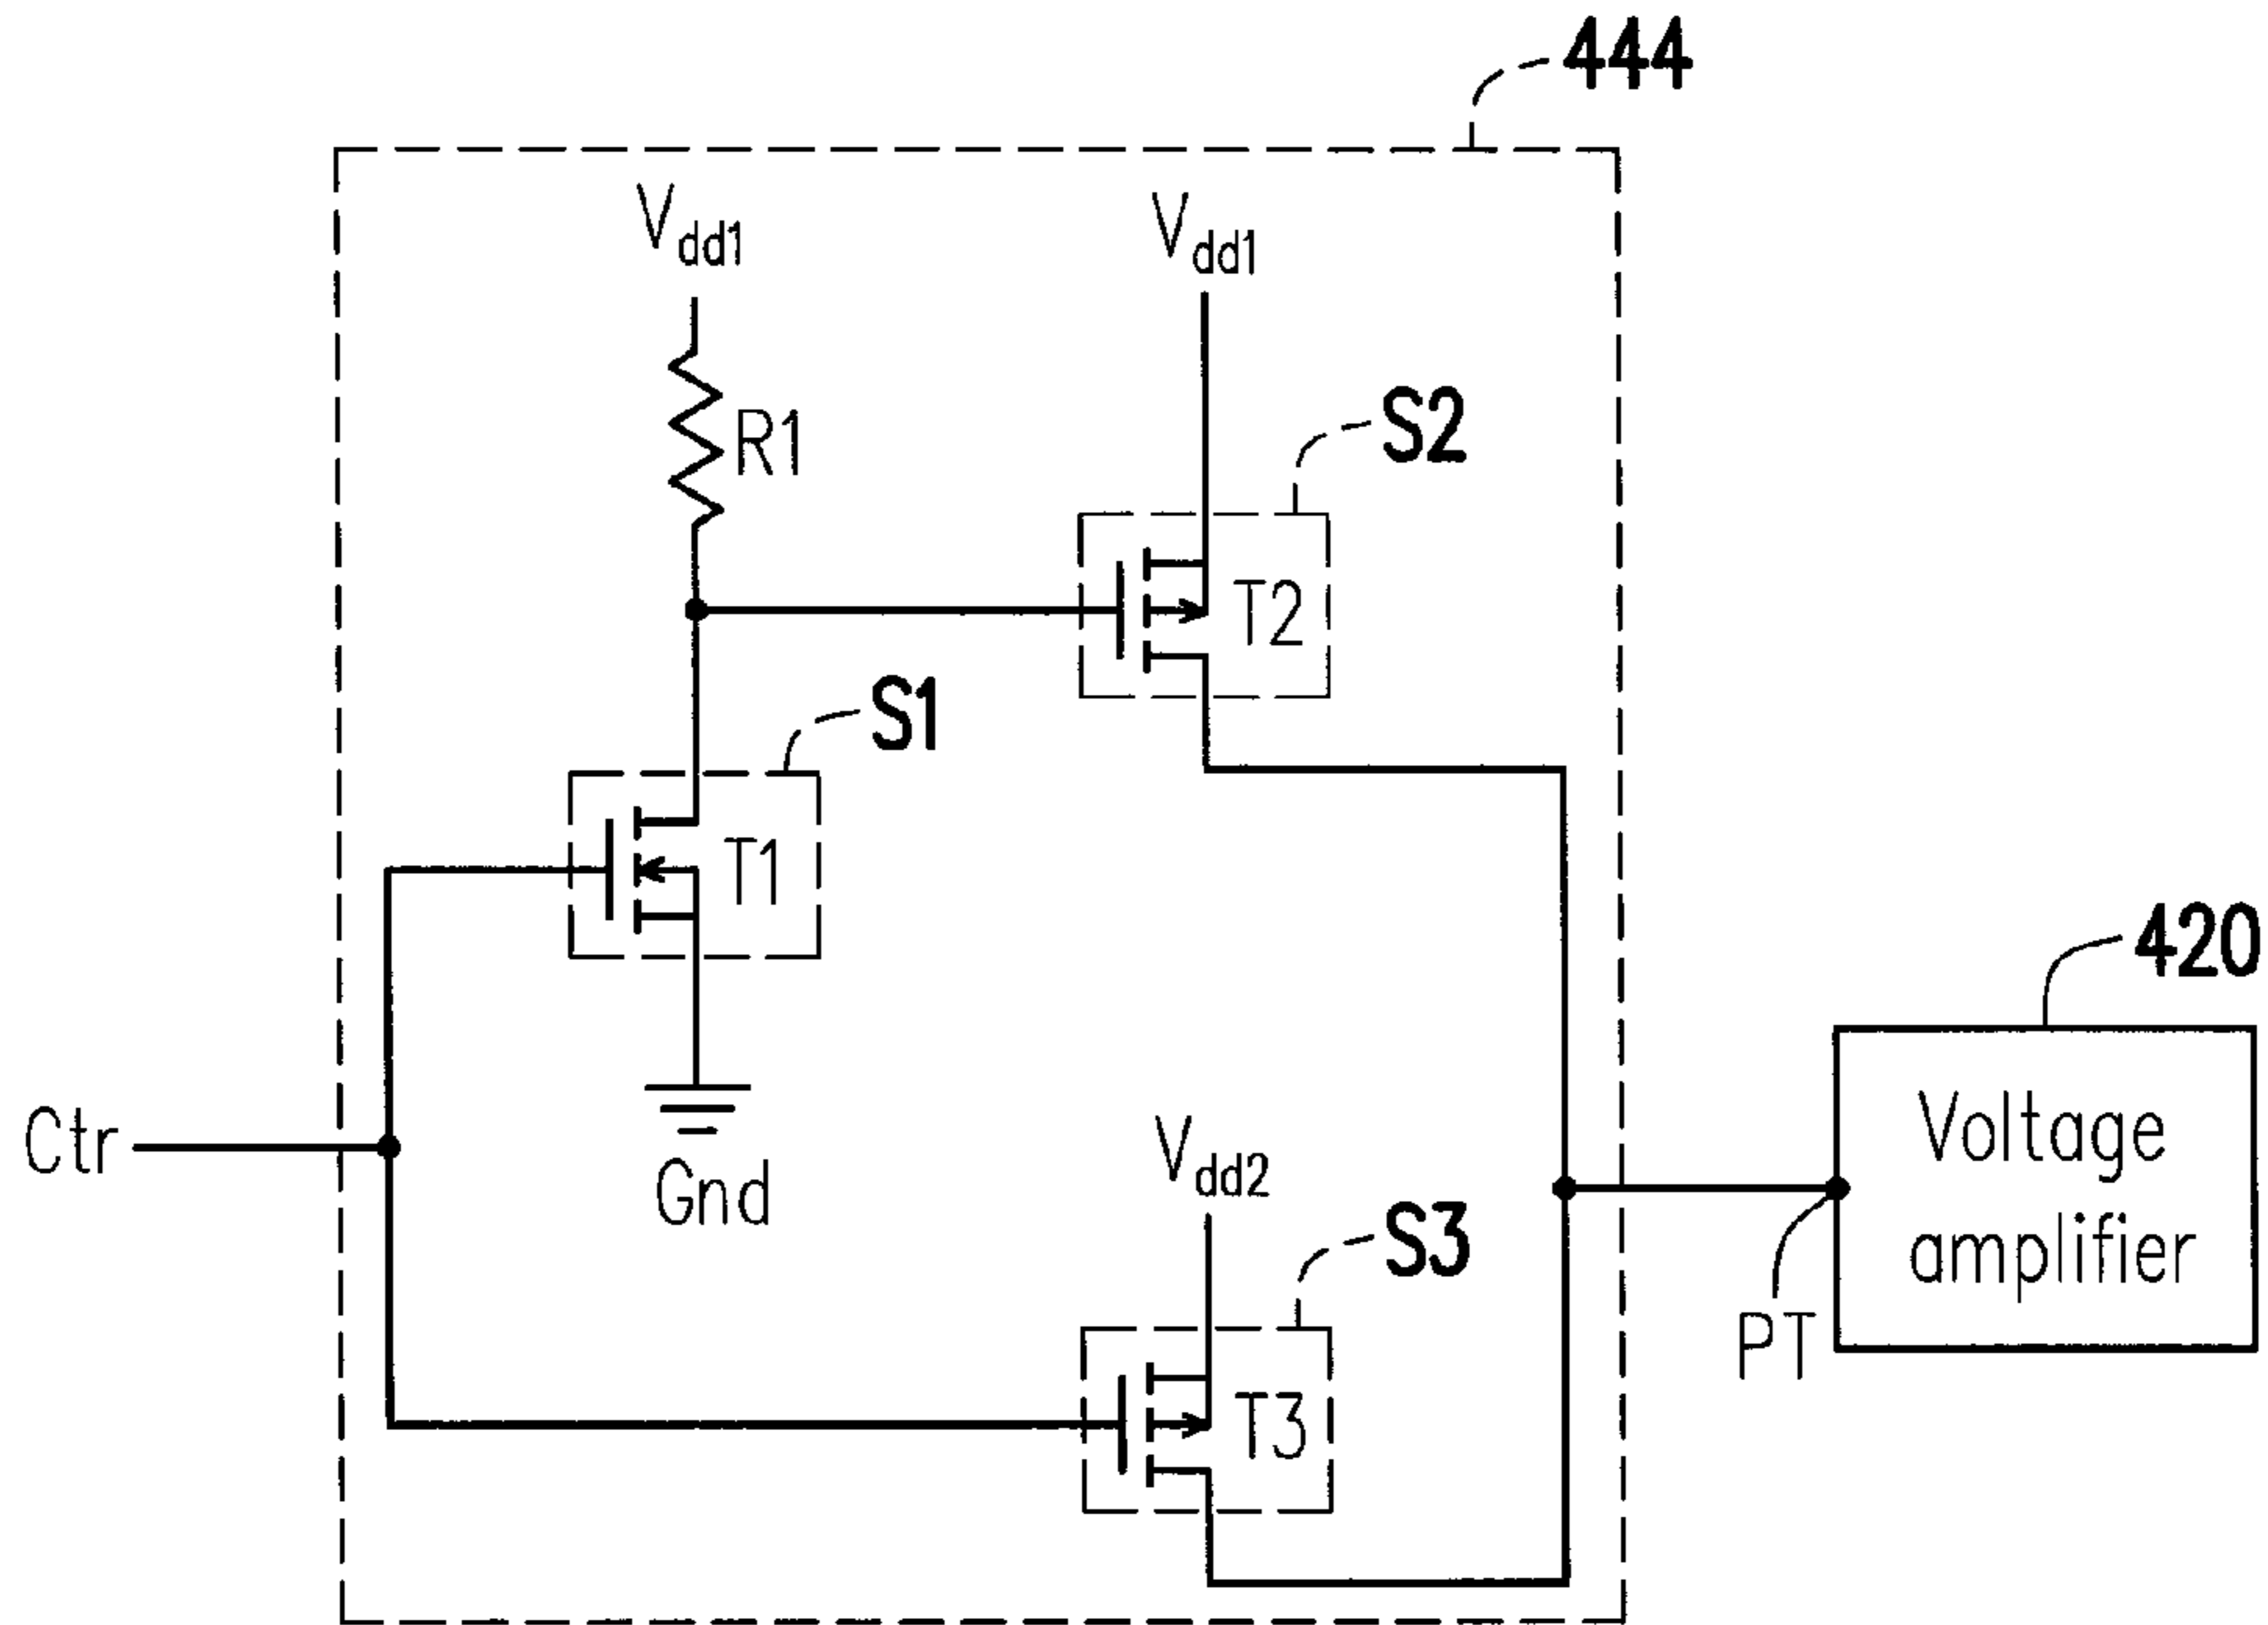 444
Vdd1
Vdd1
R1
S2
T2
S1
T1
420
Ctr
Gnd
Vdd2
Voltage
amplifier
S3
PT
T3